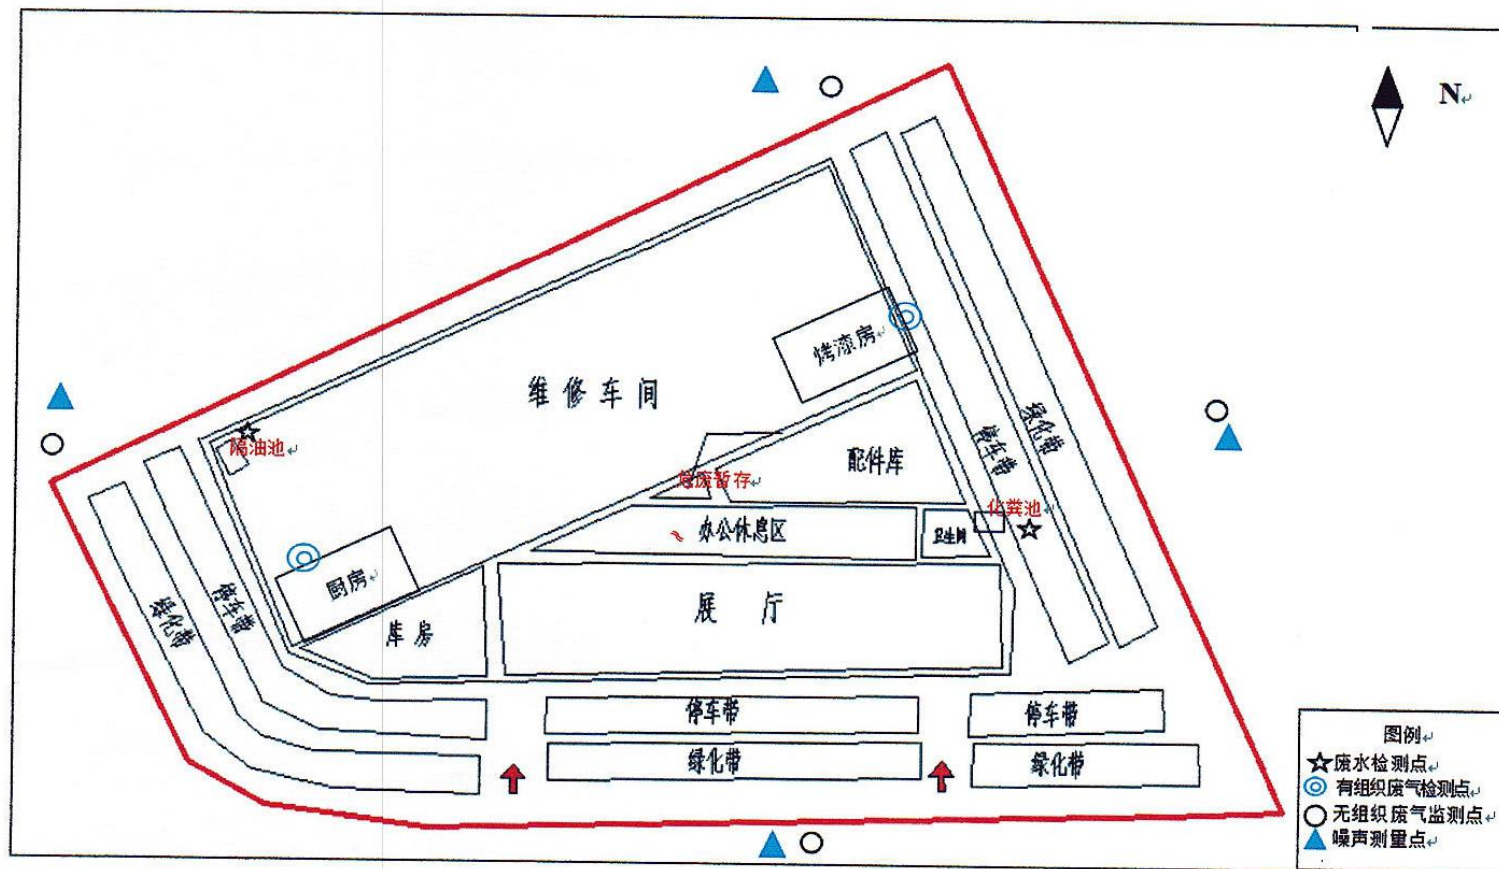 N
烤漆房
维修车间
绿化带
停车带
隔油池
配件库
危废暂存
化粪池
办公休息区
卫生间
厨房
停车带
绿化带
展厅
库房
停车带
停车带
绿化带
绿化带
图例
废水检测点
有组织废气检测点
无组织废气监测点
噪声测量点